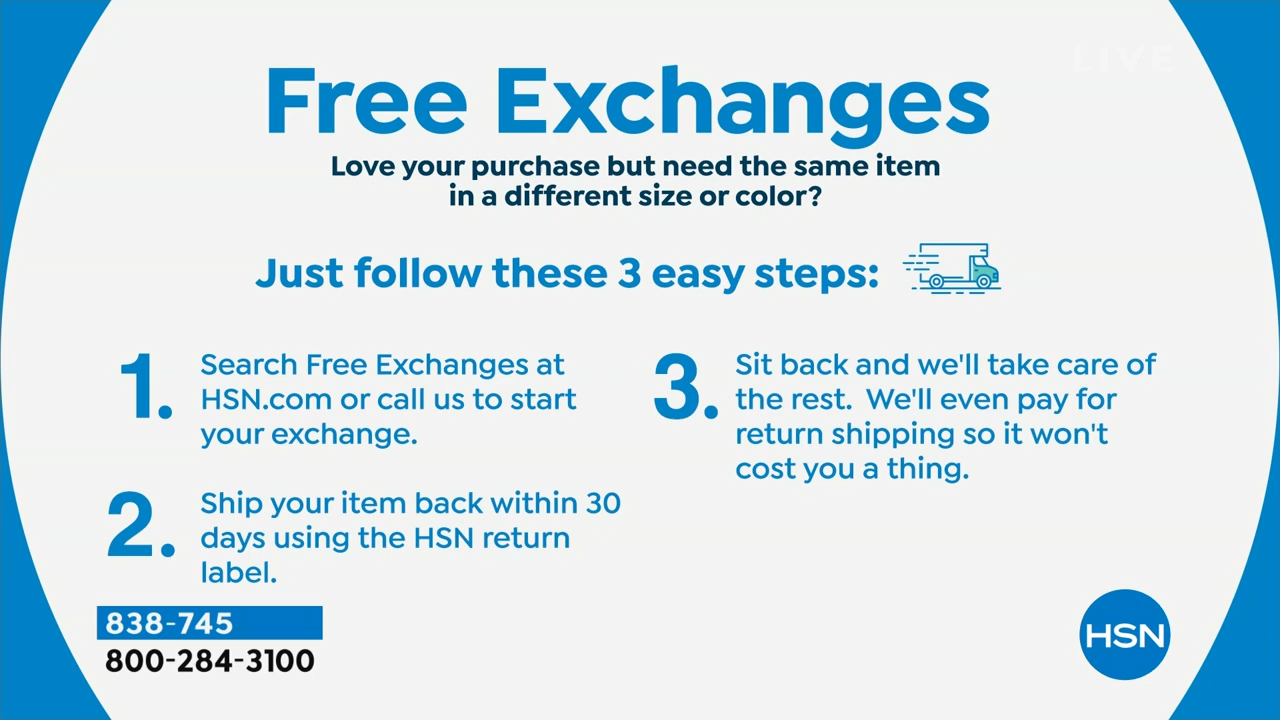 LIVE
Free Exchanges
Love your purchase but need the same item
in a different size or color?
Just follow these 3 easy steps:
1. Search Free Exchanges at
HSN.com or call us to start
your exchange.
2. Ship your item back within 30
days using the HSN return
label.
3. Sit back and we'll take care of
the rest.  We'll even pay for
return shipping so it won't
cost you a thing.
838-745
800-284-3100
HSN